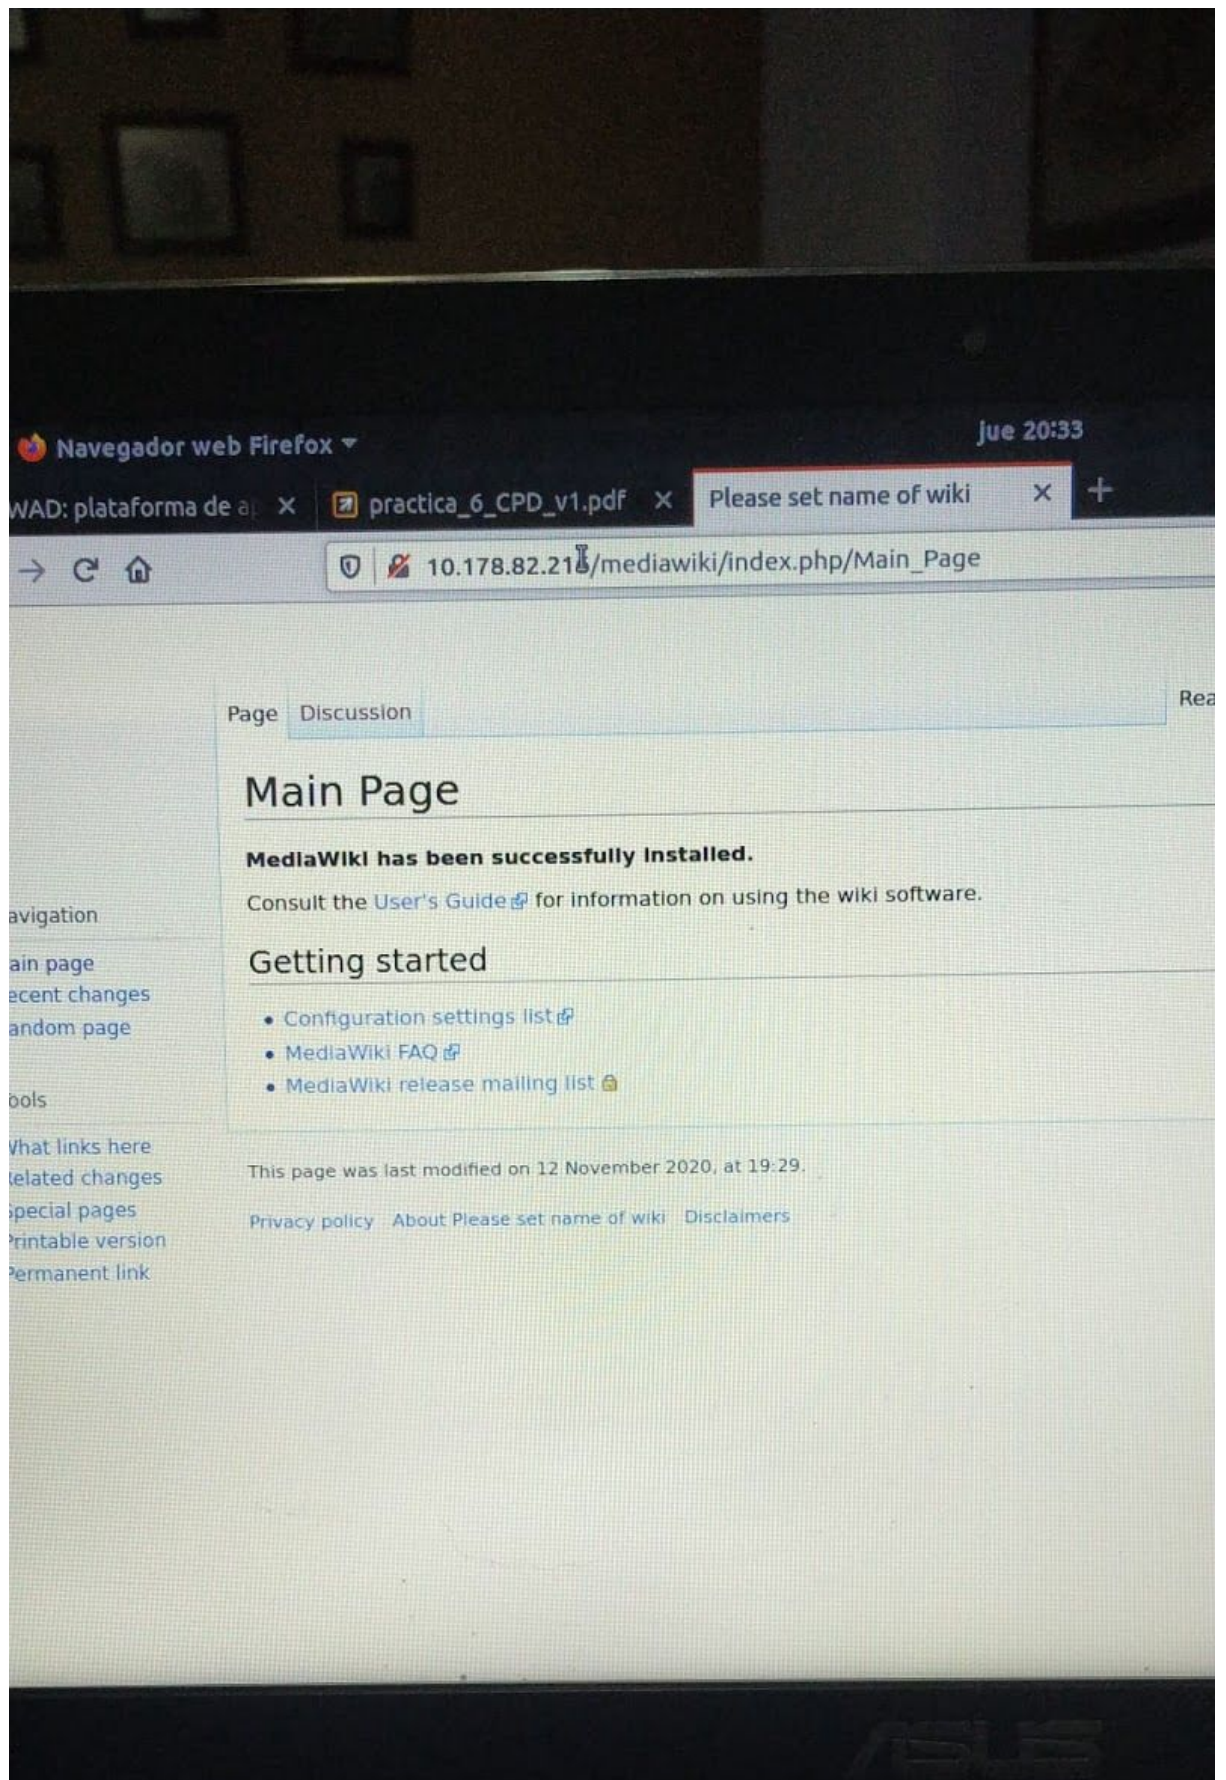 Navegador web Firefox
jue 20:33
WAD: plataforma de a
practica_6_CPD_v1.pdf
Please set name of wiki
/mediawiki/index.php/Main_Page
Page Discussion
Rea
Main Page
MediaWiki has been successfully installed.
Consult the User's Guide for information on using the wiki software.
Getting started
Configuration settings list
MediaWiki FAQ
MediaWiki release mailing list
avigation
ain page
ecent changes
andom page
ools
What links here
elated changes
pecial pages
Printable version
Permanent link
This page was last modified on 12 November 2020, at 19:29.
Privacy policy About Please set name of wiki Disclaimers
ASUS